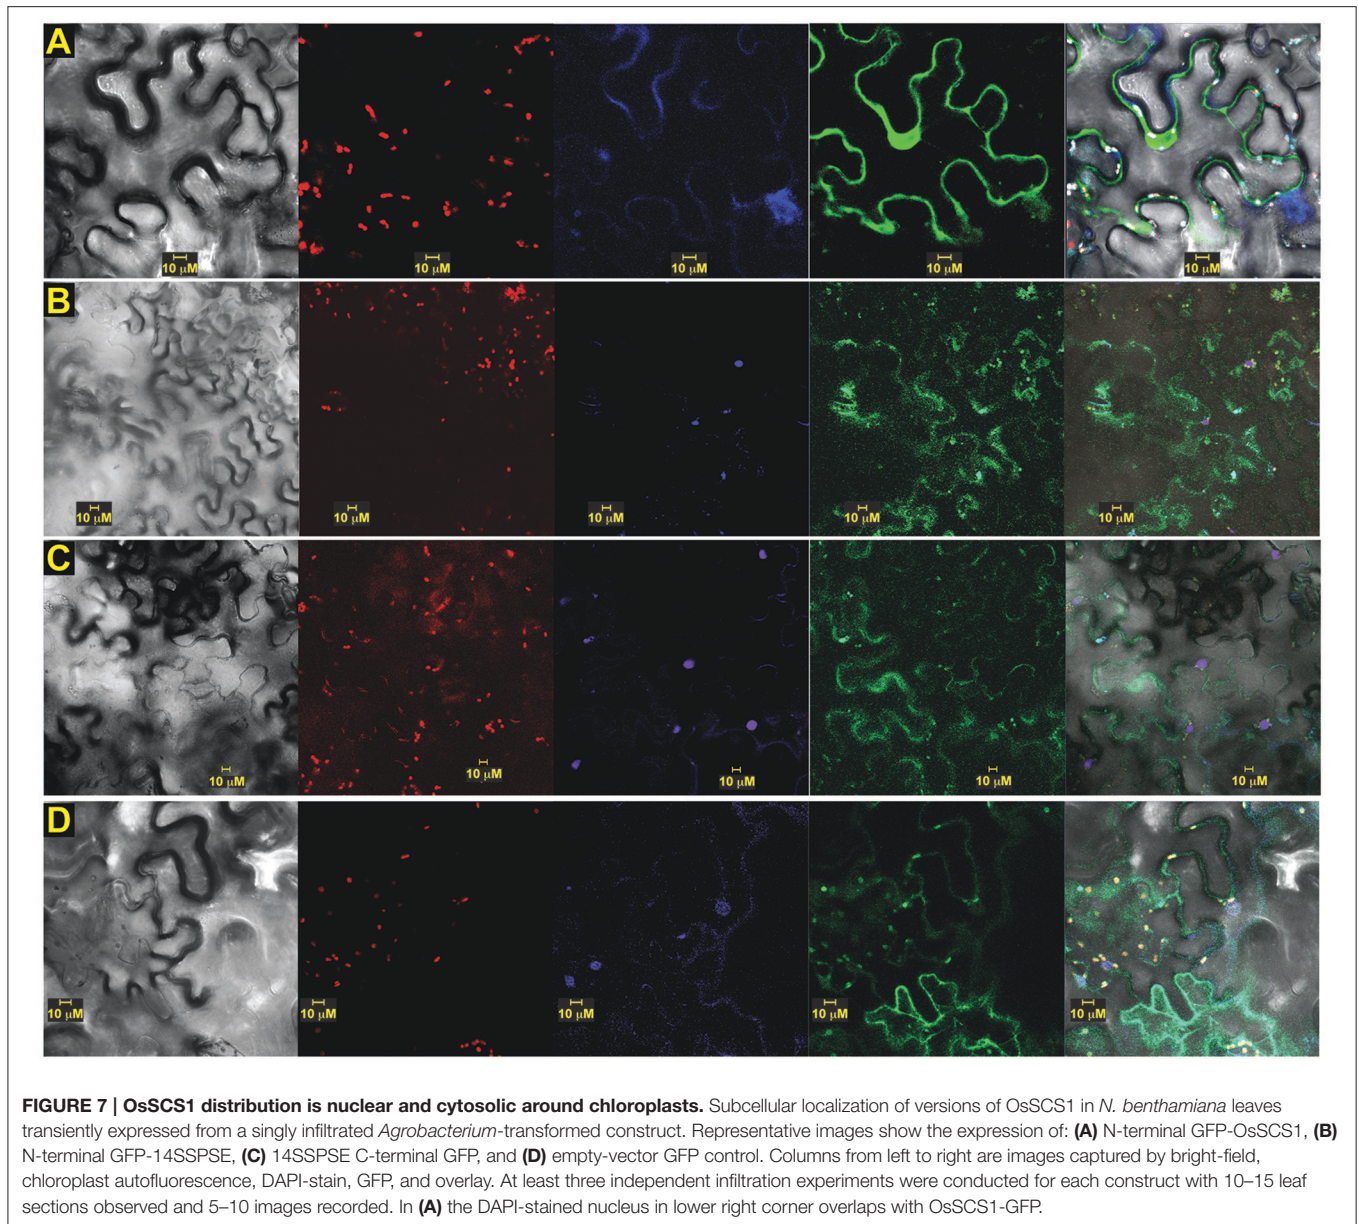 A
10 µM
10 µM
10 µM
10 µM
10 µM
B
10 µM
10 µM
10 µM
10 µM
10 µM
C
10 µM
10 µM
10 µM
10 µM
10 µM
D
10 µM
10 µM
10 µM
10 µM
10 µM
FIGURE 7 | OsSCS1 distribution is nuclear and cytosolic around chloroplasts. Subcellular localization of versions of OsSCS1 in N. benthamiana leaves
transiently expressed from a singly infiltrated Agrobacterium-transformed construct. Representative images show the expression of: (A) N-terminal GFP-OsSCS1, (B)
N-terminal GFP-14SSPSE, (C) 14SSPSE C-terminal GFP, and (D) empty-vector GFP control. Columns from left to right are images captured by bright-field,
chloroplast autofluorescence, DAPI-stain, GFP, and overlay. At least three independent infiltration experiments were conducted for each construct with 10–15 leaf
sections observed and 5–10 images recorded. In (A) the DAPI-stained nucleus in lower right corner overlaps with OsSCS1-GFP.